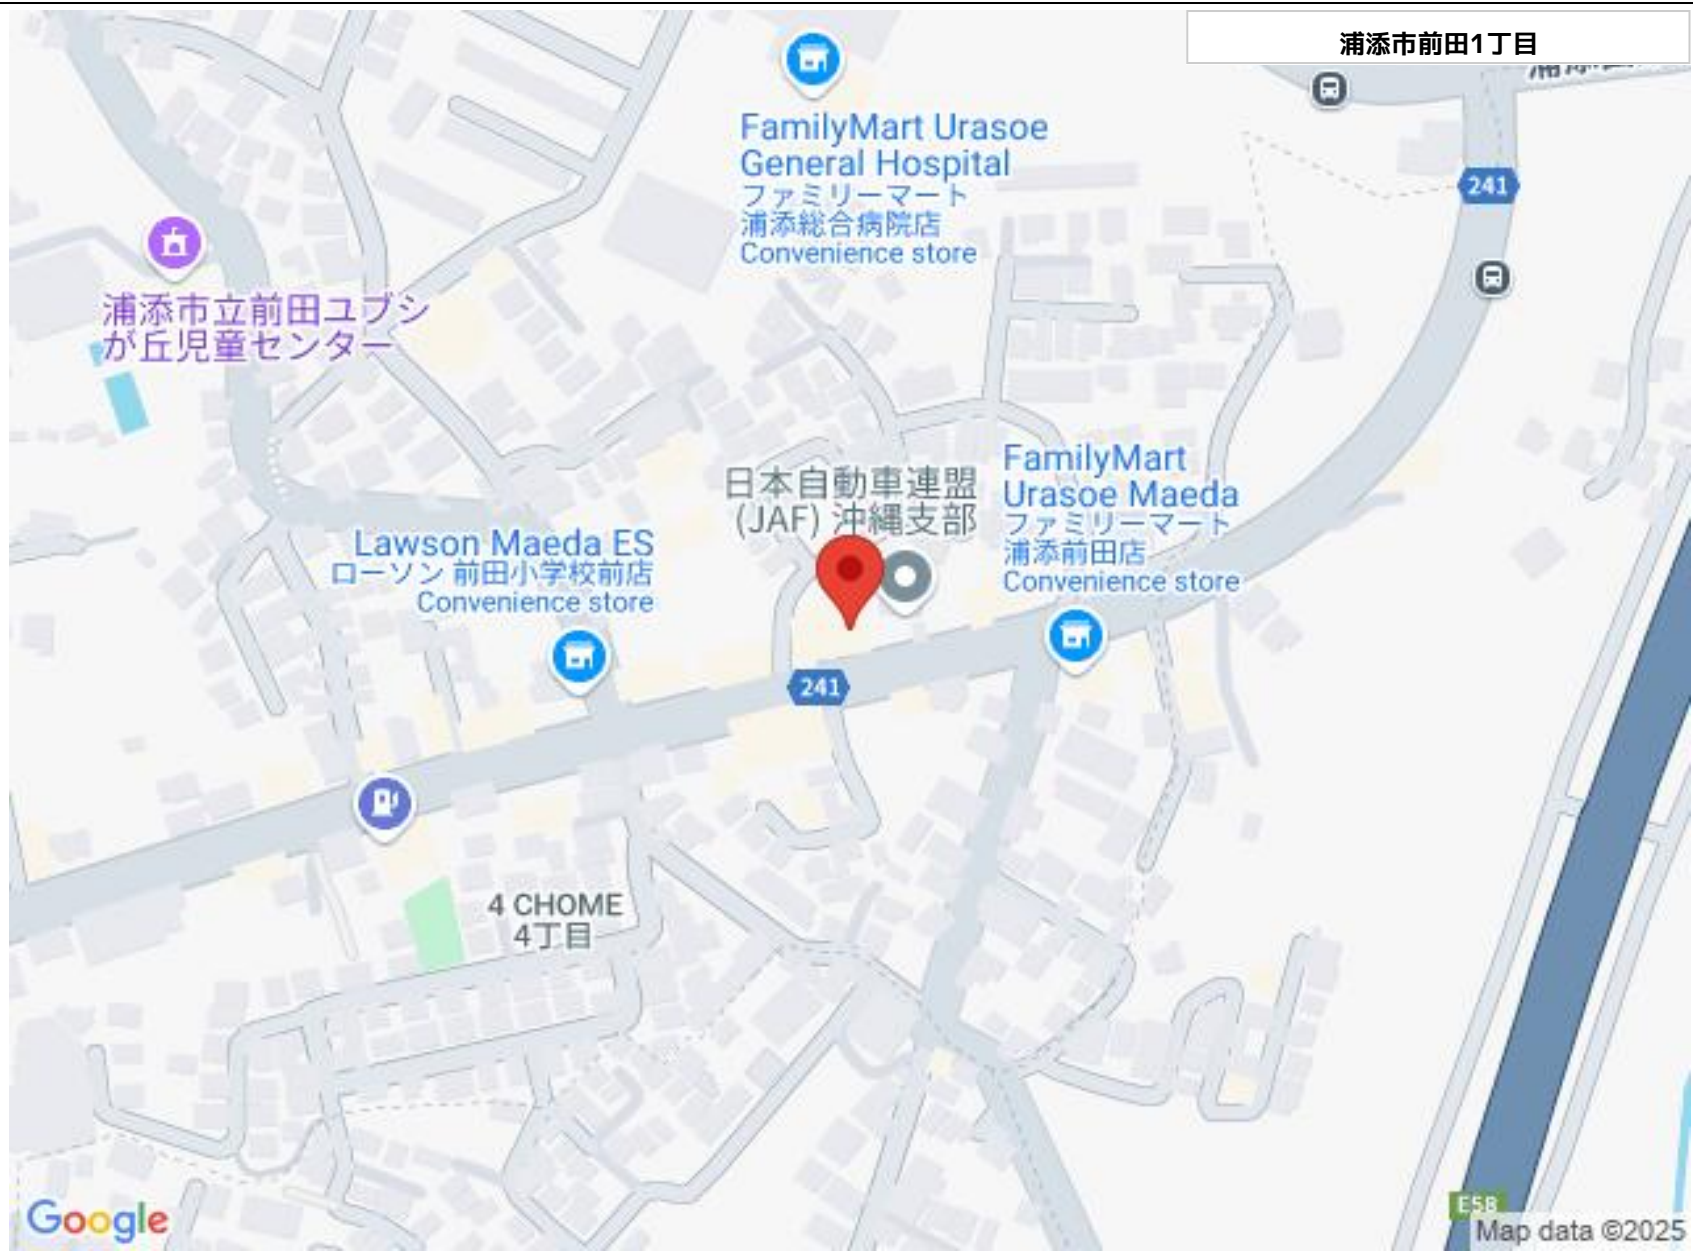 浦添市前田1丁目
FamilyMart Urasoe
General Hospital
ファミリーマート
浦添総合病院店
Convenience store
241
浦添市立前田ユブシ
が丘児童センター
日本自動車連盟
(JAF) 沖縄支部
FamilyMart
Urasoe Maeda
ファミリーマート
浦添前田店
Convenience store
Lawson Maeda ES
ローソン 前田小学校前店
Convenience store
241
4 CHOME
4丁目
E58
Google
Map data ©2025